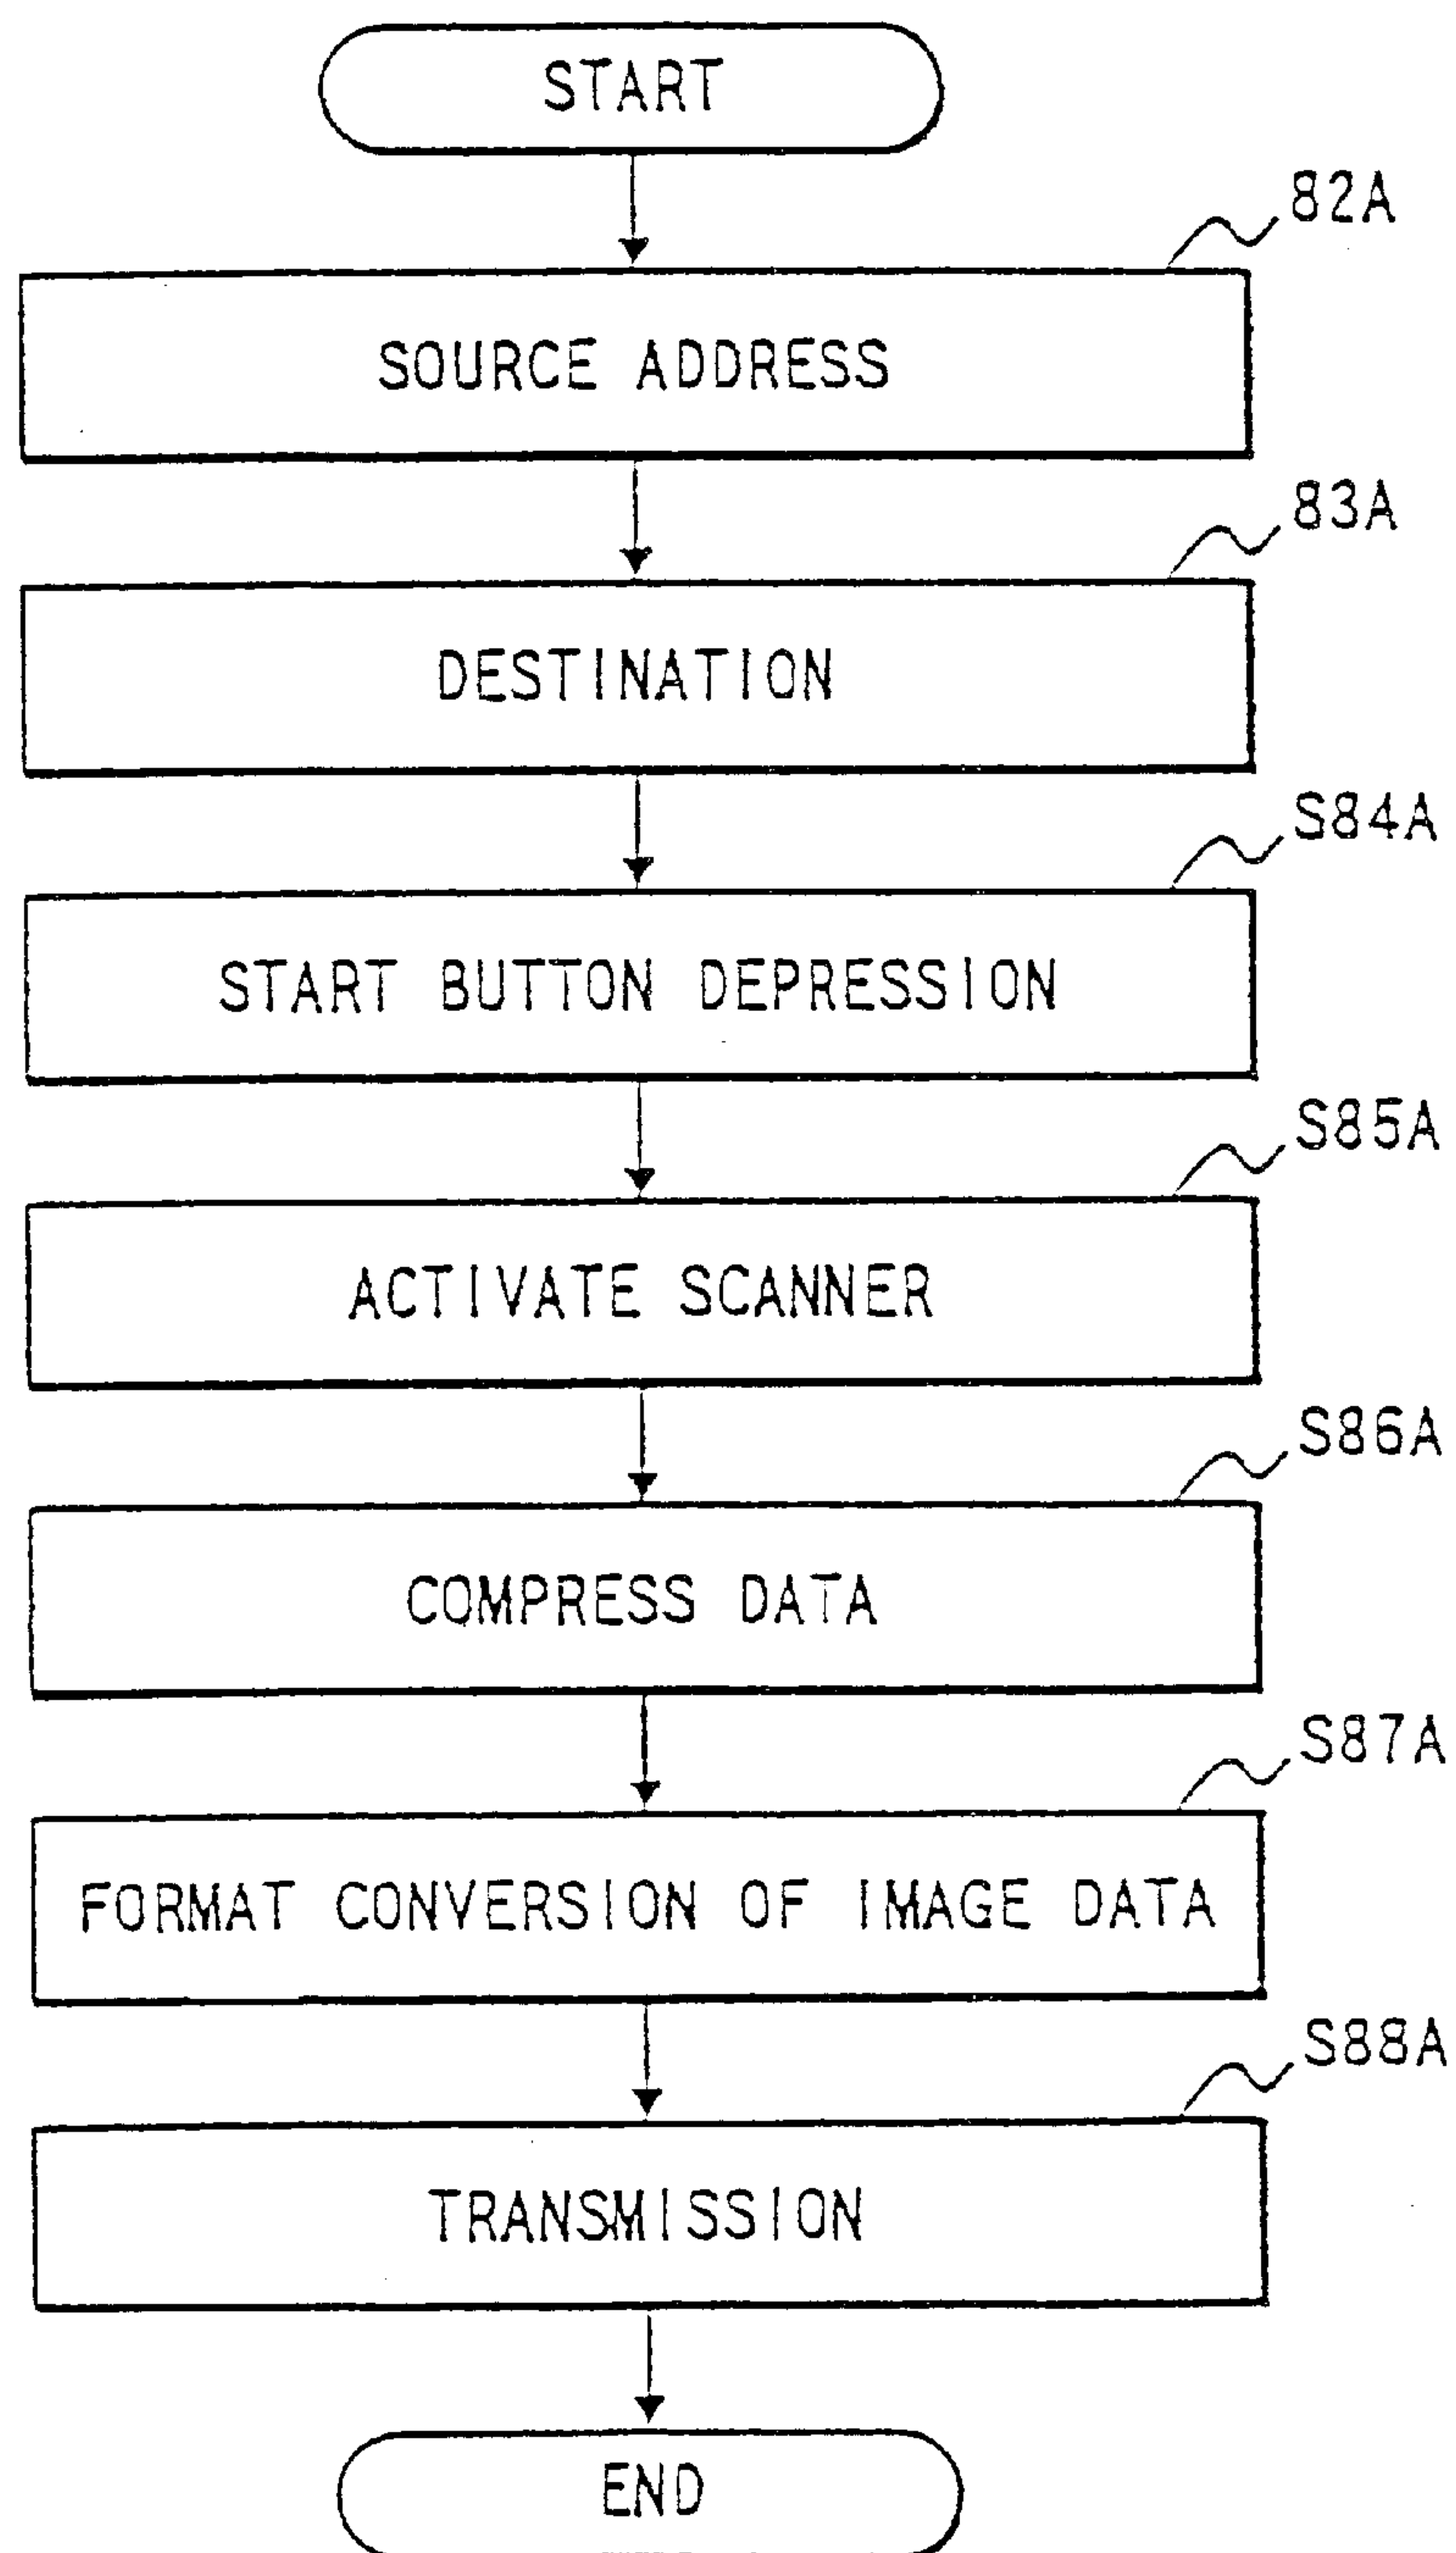 START
82A
SOURCE ADDRESS
83A
DESTINATION
S84A
START BUTTON DEPRESSION
S85A
ACTIVATE SCANNER
S86A
COMPRESS DATA
S87A
FORMAT CONVERSION OF IMAGE DATA
S88A
TRANSMISSION
END